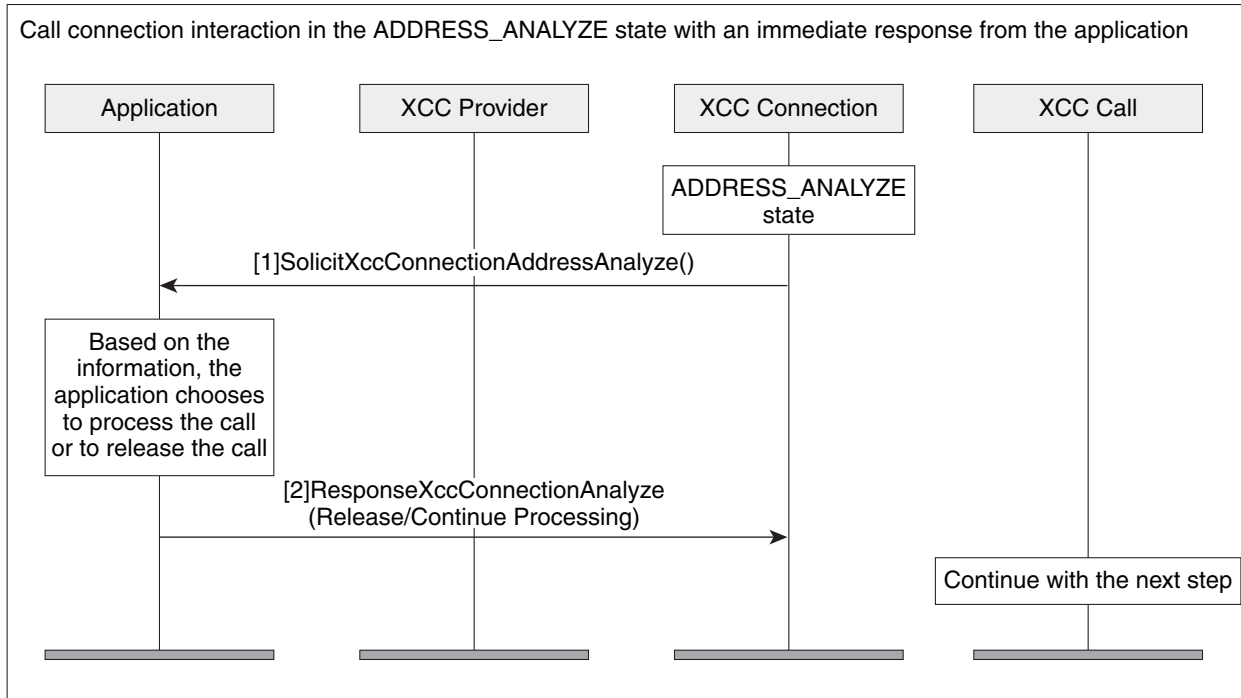 Call connection interaction in the ADDRESS_ANALYZE state with an immediate response from the application
Application
XCC Provider
XCC Connection
XCC Call
ADDRESS_ANALYZE
state
[1]SolicitXccConnectionAddressAnalyze()
Based on the
information, the
application chooses
to process the call
or to release the call
[2]ResponseXccConnectionAnalyze
(Release/Continue Processing)
Continue with the next step